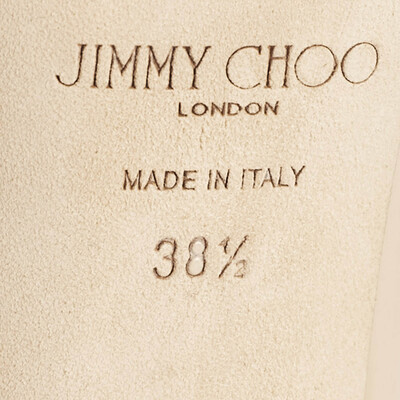 JIMMY CHOO
LONDON
MADE IN ITALY
38½